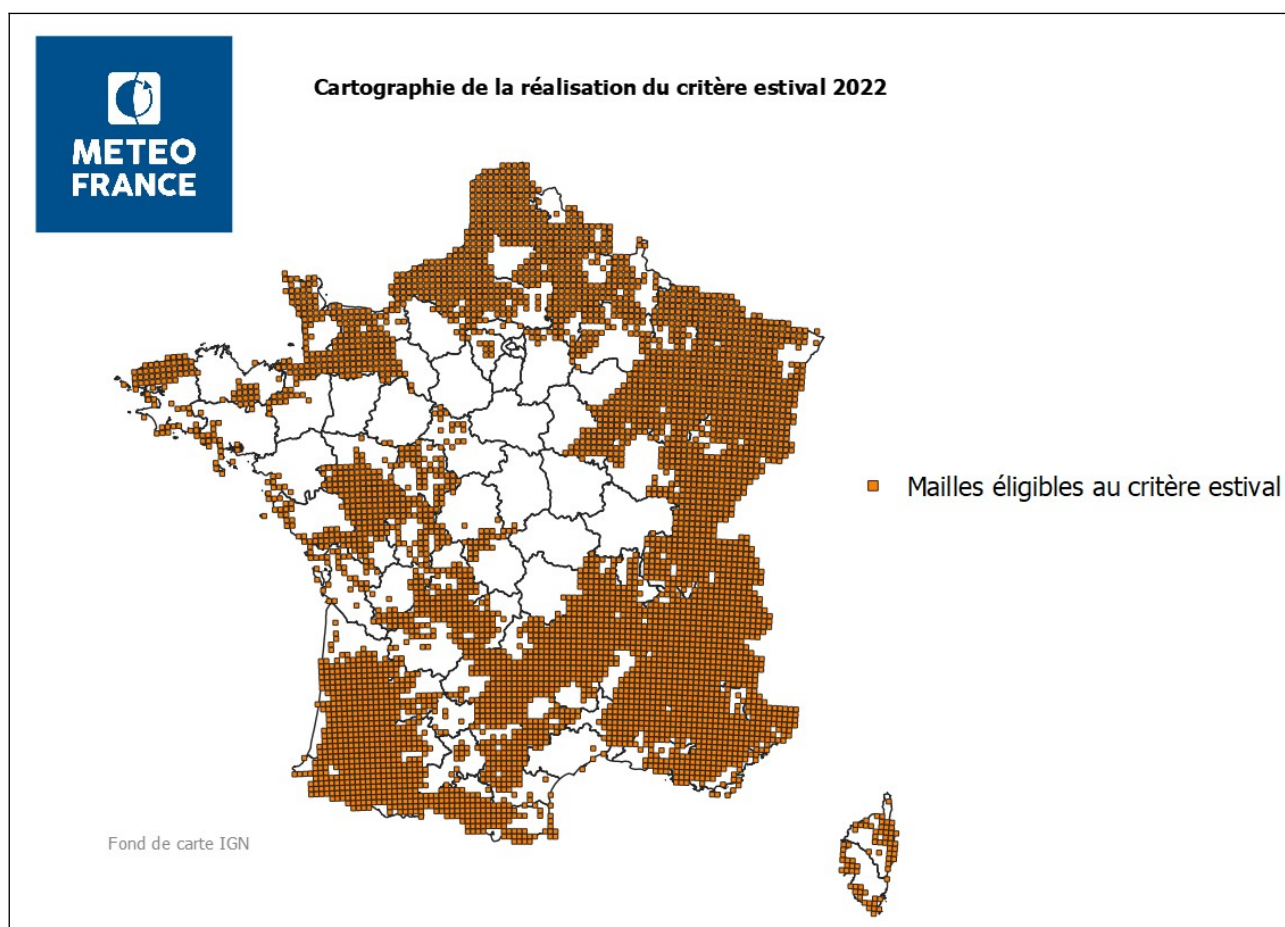 METEO
FRANCE
Cartographie de la réalisation du critère estival 2022
Mailles éligibles au critère estival
Fond de carte IGN